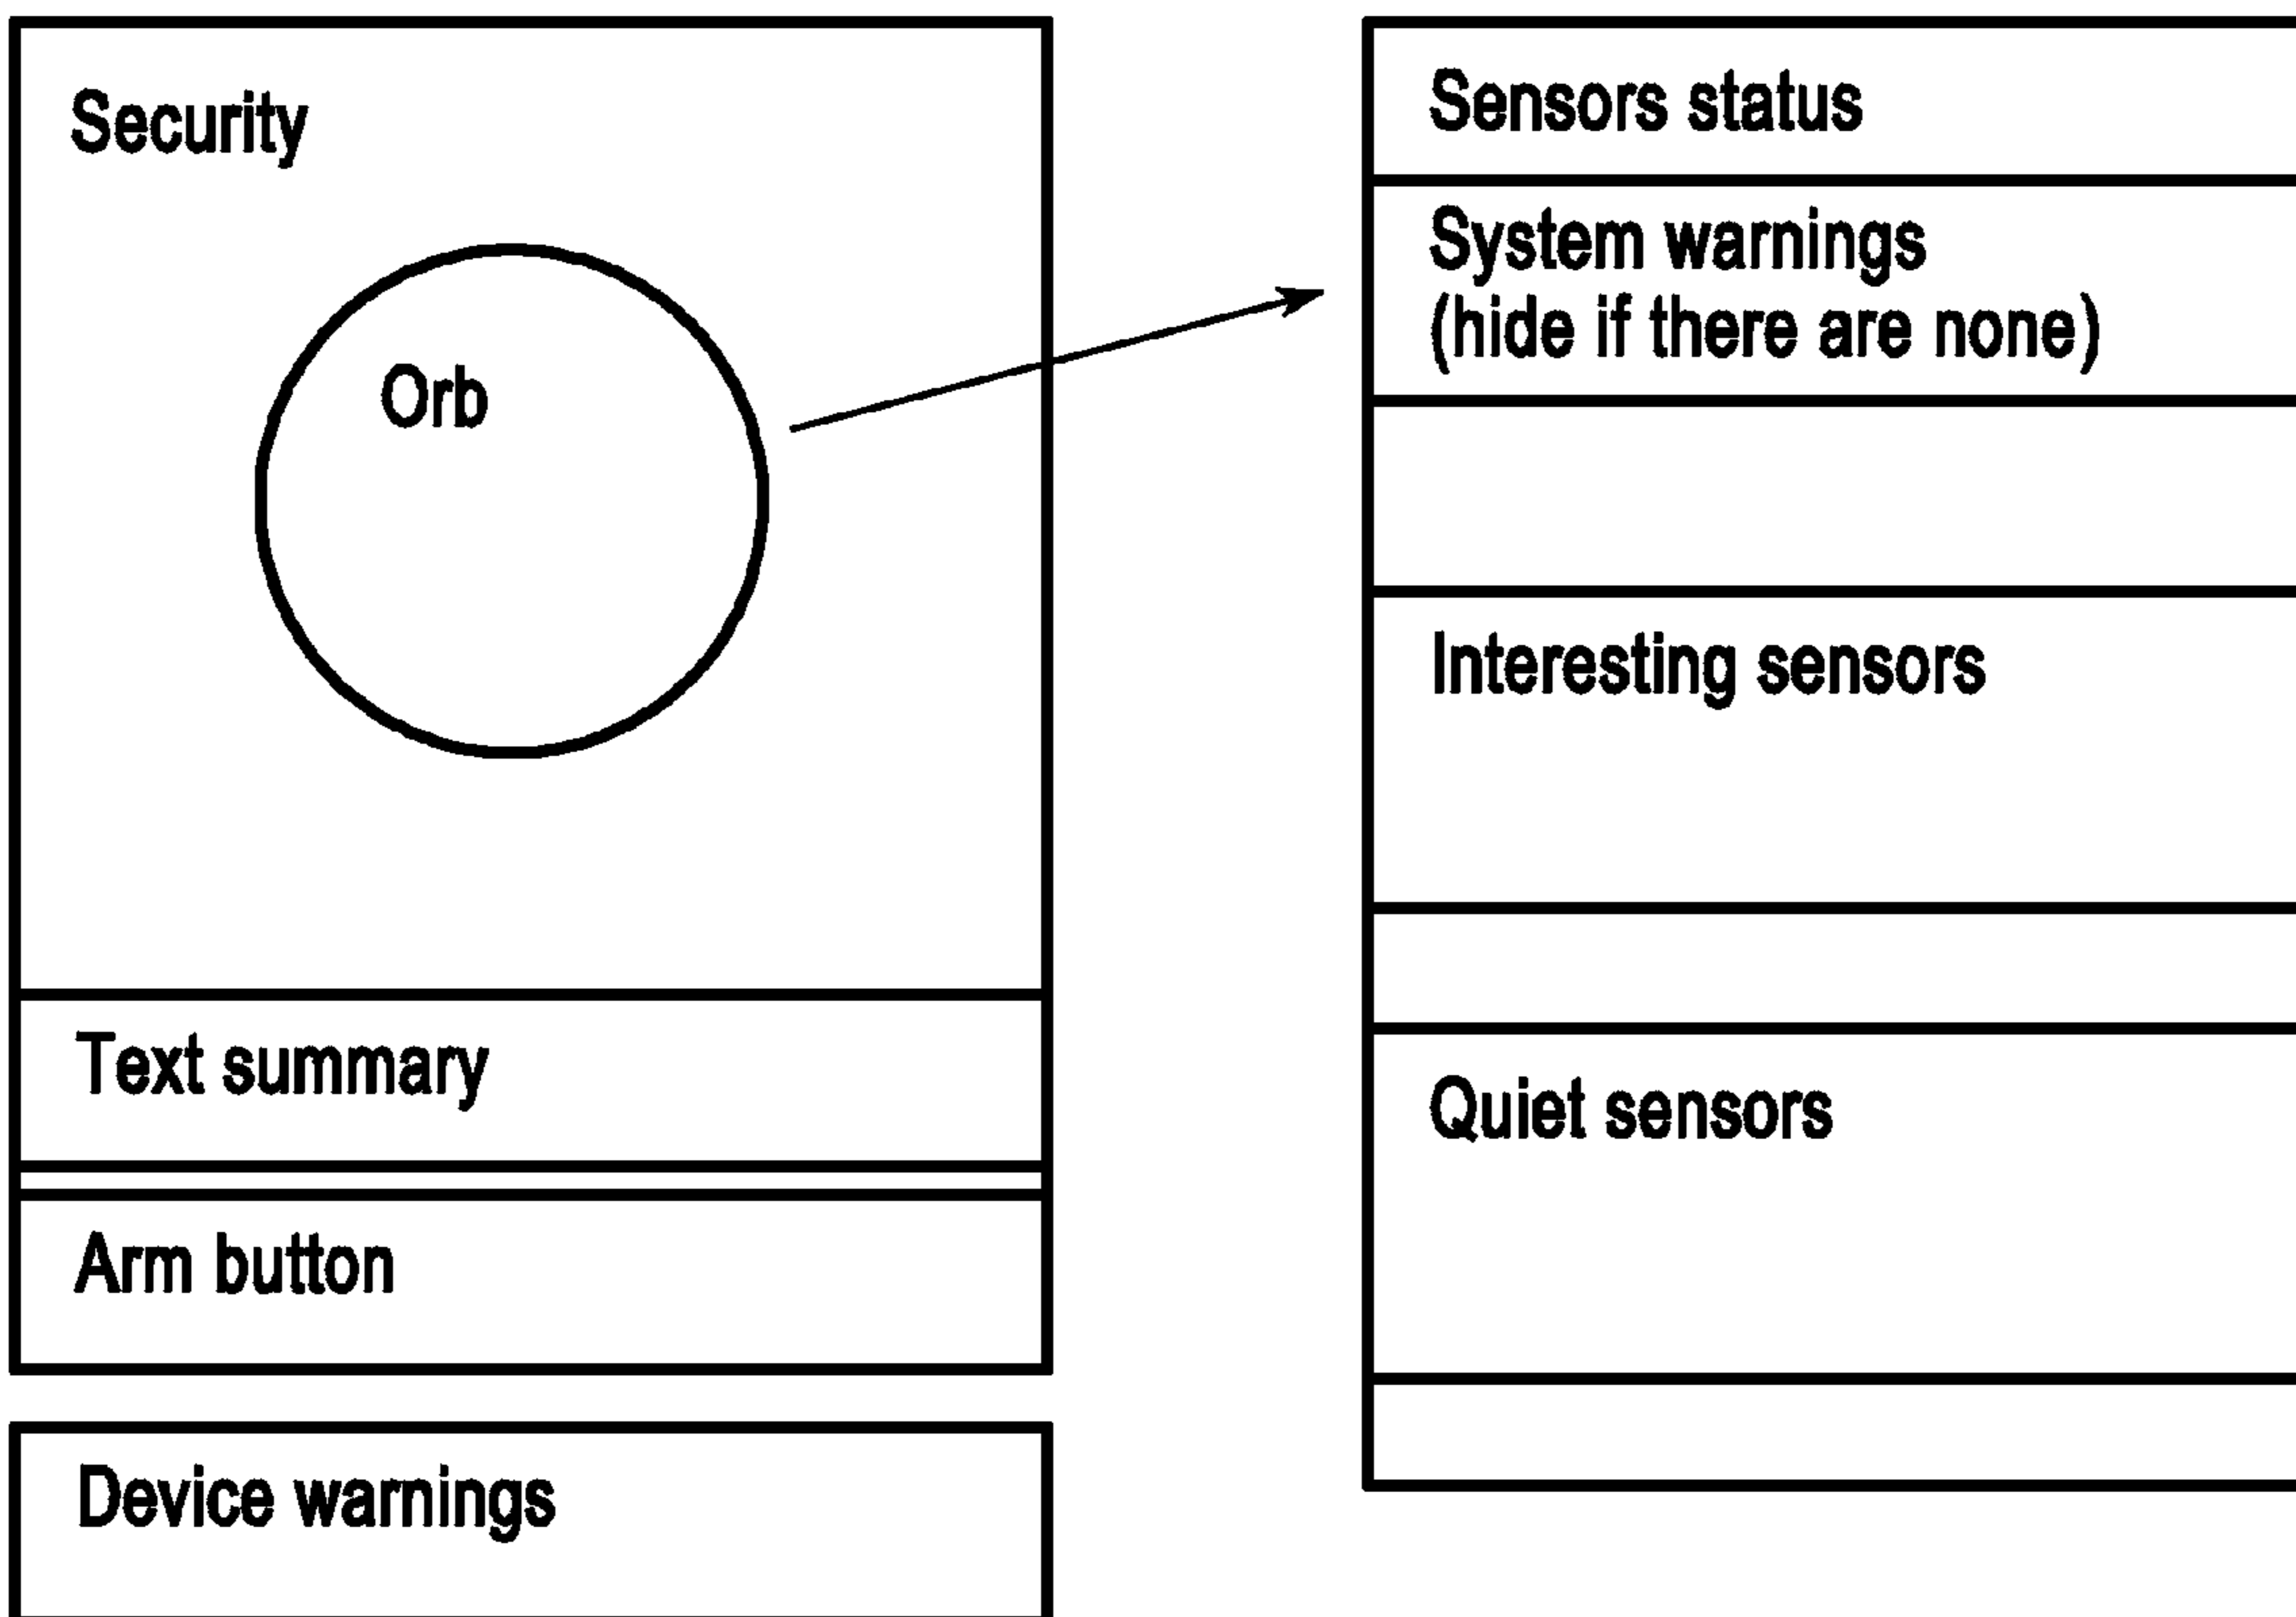 Security
Orb
Text summary
Arm button
Device warnings
Sensors status
System warnings
(hide if there are none)
Interesting sensors
Quiet sensors